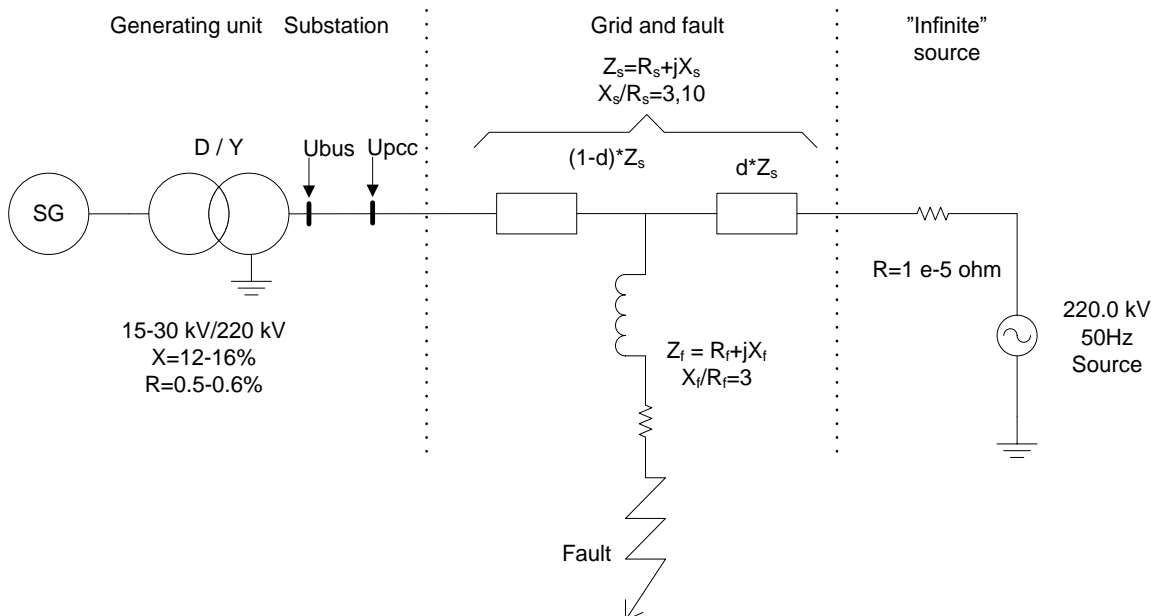 Generating unit
Substation
Grid and fault
"Infinite"
source
Zs=Rs+jXs
Xs/Rs=3,10
(1-d)*Zs
d*Zs
D / Y
Ubus
Upcc
SG
R=1 e-5 ohm
15-30 kV/220 kV
X=12-16%
R=0.5-0.6%
Zf = Rf+jXf
Xf/Rf=3
220.0 kV
50Hz
Source
Fault